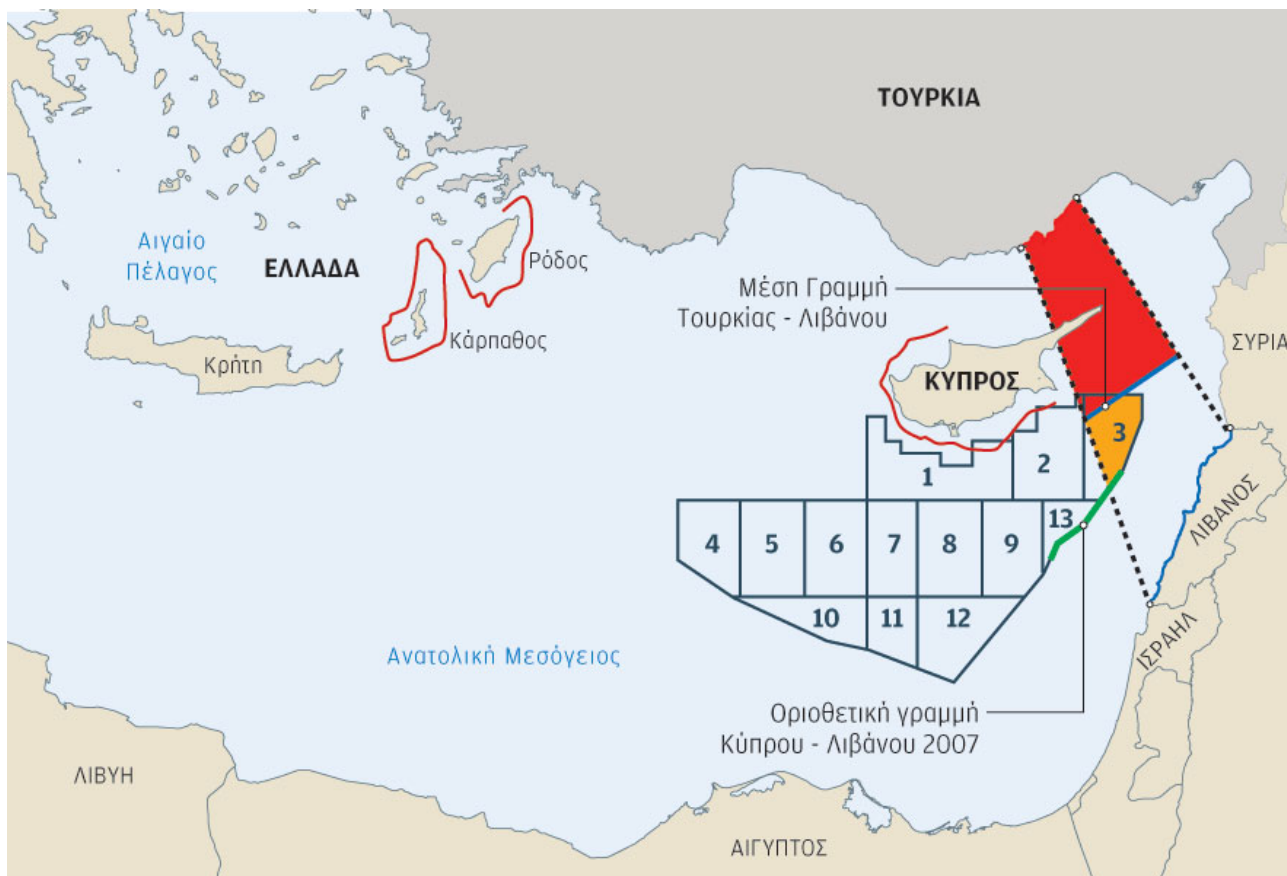 ΤΟΥΡΚΙΑ
Αιγαίο
Πέλαγος
ΕΛΛΑΔΑ
Ρόδος
Μέση Γραμμή
Τουρκίας - Λιβάνου
Κάρπαθος
Κρήτη
ΣΥΡΙΑ
ΚΥΠΡΟΣ
3
1
2
ΛΙΒΑΝΟΣ
4
5
6
7
8
9
13
10
11
12
ΙΣΡΑΗΛ
Ανατολική Μεσόγειος
Οριοθετική γραμμή
Κύπρου - Λιβάνου 2007
ΛΙΒΥΗ
ΑΙΓΥΠΤΟΣ